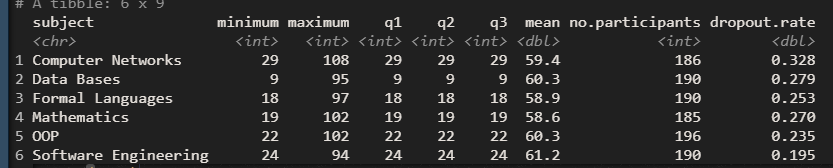 # A tibble: 6 x 9
subject minimum maximum q1 q2 q3 mean no.participants dropout.rate
<chr> <int> <int> <int> <int> <int> <dbl> <int> <dbl>
1 Computer Networks 29 108 29 29 29 59.4 186 0.328
2 Data Bases 9 95 9 9 9 60.3 190 0.279
3 Formal Languages 18 97 18 18 18 58.9 190 0.253
4 Mathematics 19 102 19 19 19 58.6 185 0.270
5 OOP 22 102 22 22 22 60.3 196 0.235
6 Software Engineering 24 94 24 24 24 61.2 190 0.195